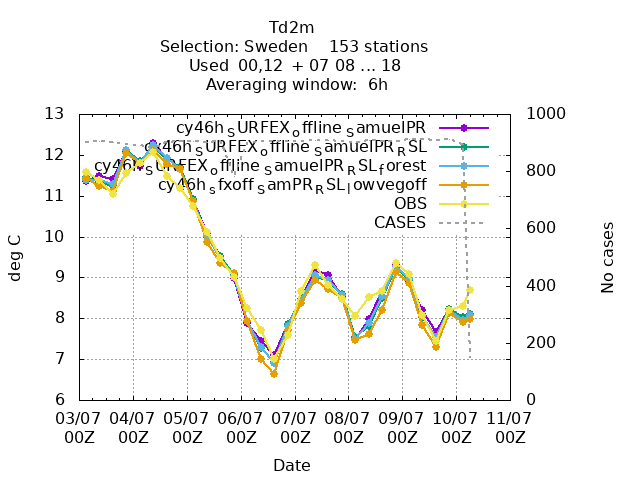 Td2m
Selection: Sweden 153 stations
Used 00,12 + 07 08 ... 18
Averaging window: 6h
13
12
11
10
9
8
7
6
deg C
1000
800
600
400
200
0
No cases
cy46h_SURFEX_offline_samuelPR
cy46h_SURFEX_offline_samuelPR_RSL
cy46h_SURFEX_offline_samuelPR_RSL_forest
cy46h_sfxoff_SamPR_RSL_lowvegoff
OBS
CASES
03/07 04/07 05/07 06/07 07/07 08/07 09/07 10/07 11/07
00Z 00Z 00Z 00Z 00Z 00Z 00Z 00Z 00Z
Date